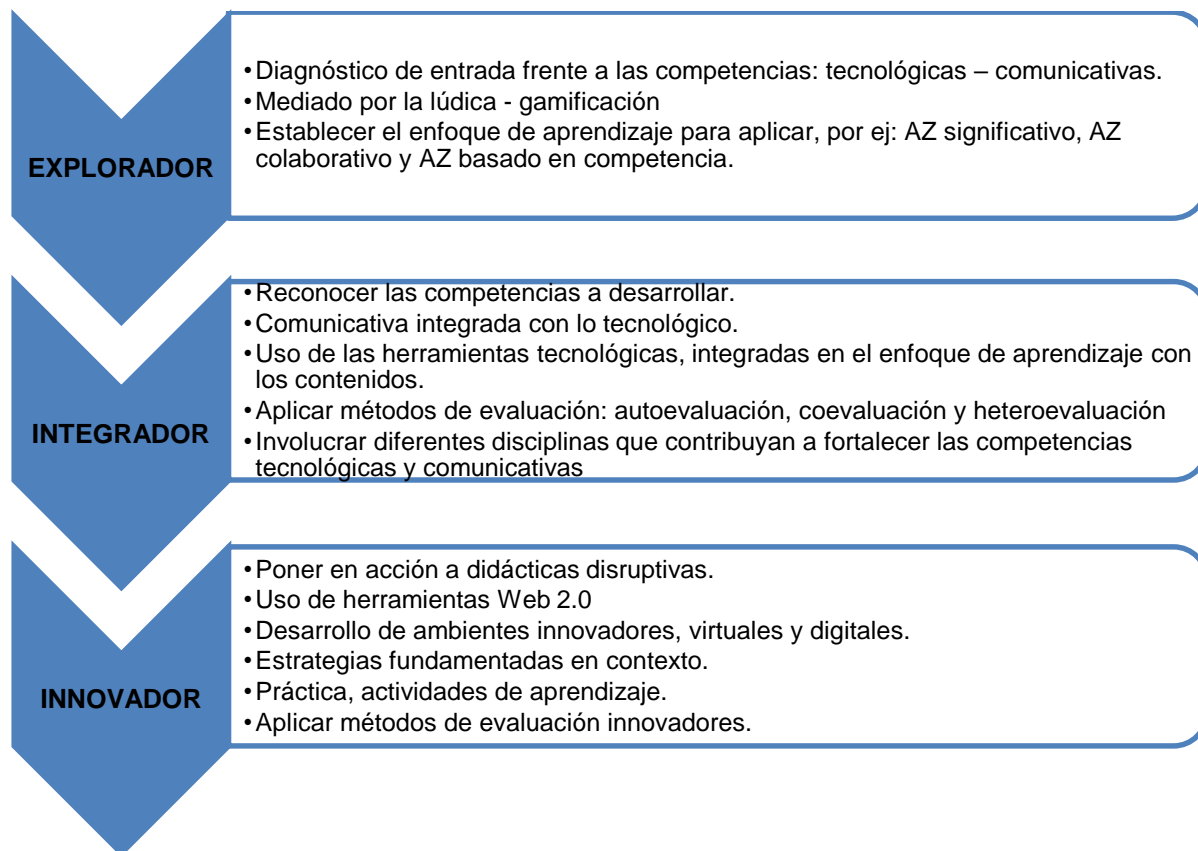 EXPLORADOR
•Diagnóstico de entrada frente a las competencias: tecnológicas – comunicativas.
•Mediado por la lúdica - gamificación
•Establecer el enfoque de aprendizaje para aplicar, por ej: AZ significativo, AZ
colaborativo y AZ basado en competencia.
INTEGRADOR
•Reconocer las competencias a desarrollar.
•Comunicativa integrada con lo tecnológico.
•Uso de las herramientas tecnológicas, integradas en el enfoque de aprendizaje con
los contenidos.
•Aplicar métodos de evaluación: autoevaluación, coevaluación y heteroevaluación
•Involucrar diferentes disciplinas que contribuyan a fortalecer las competencias
tecnológicas y comunicativas
INNOVADOR
•Poner en acción a didácticas disruptivas.
•Uso de herramientas Web 2.0
•Desarrollo de ambientes innovadores, virtuales y digitales.
•Estrategias fundamentadas en contexto.
•Práctica, actividades de aprendizaje.
•Aplicar métodos de evaluación innovadores.